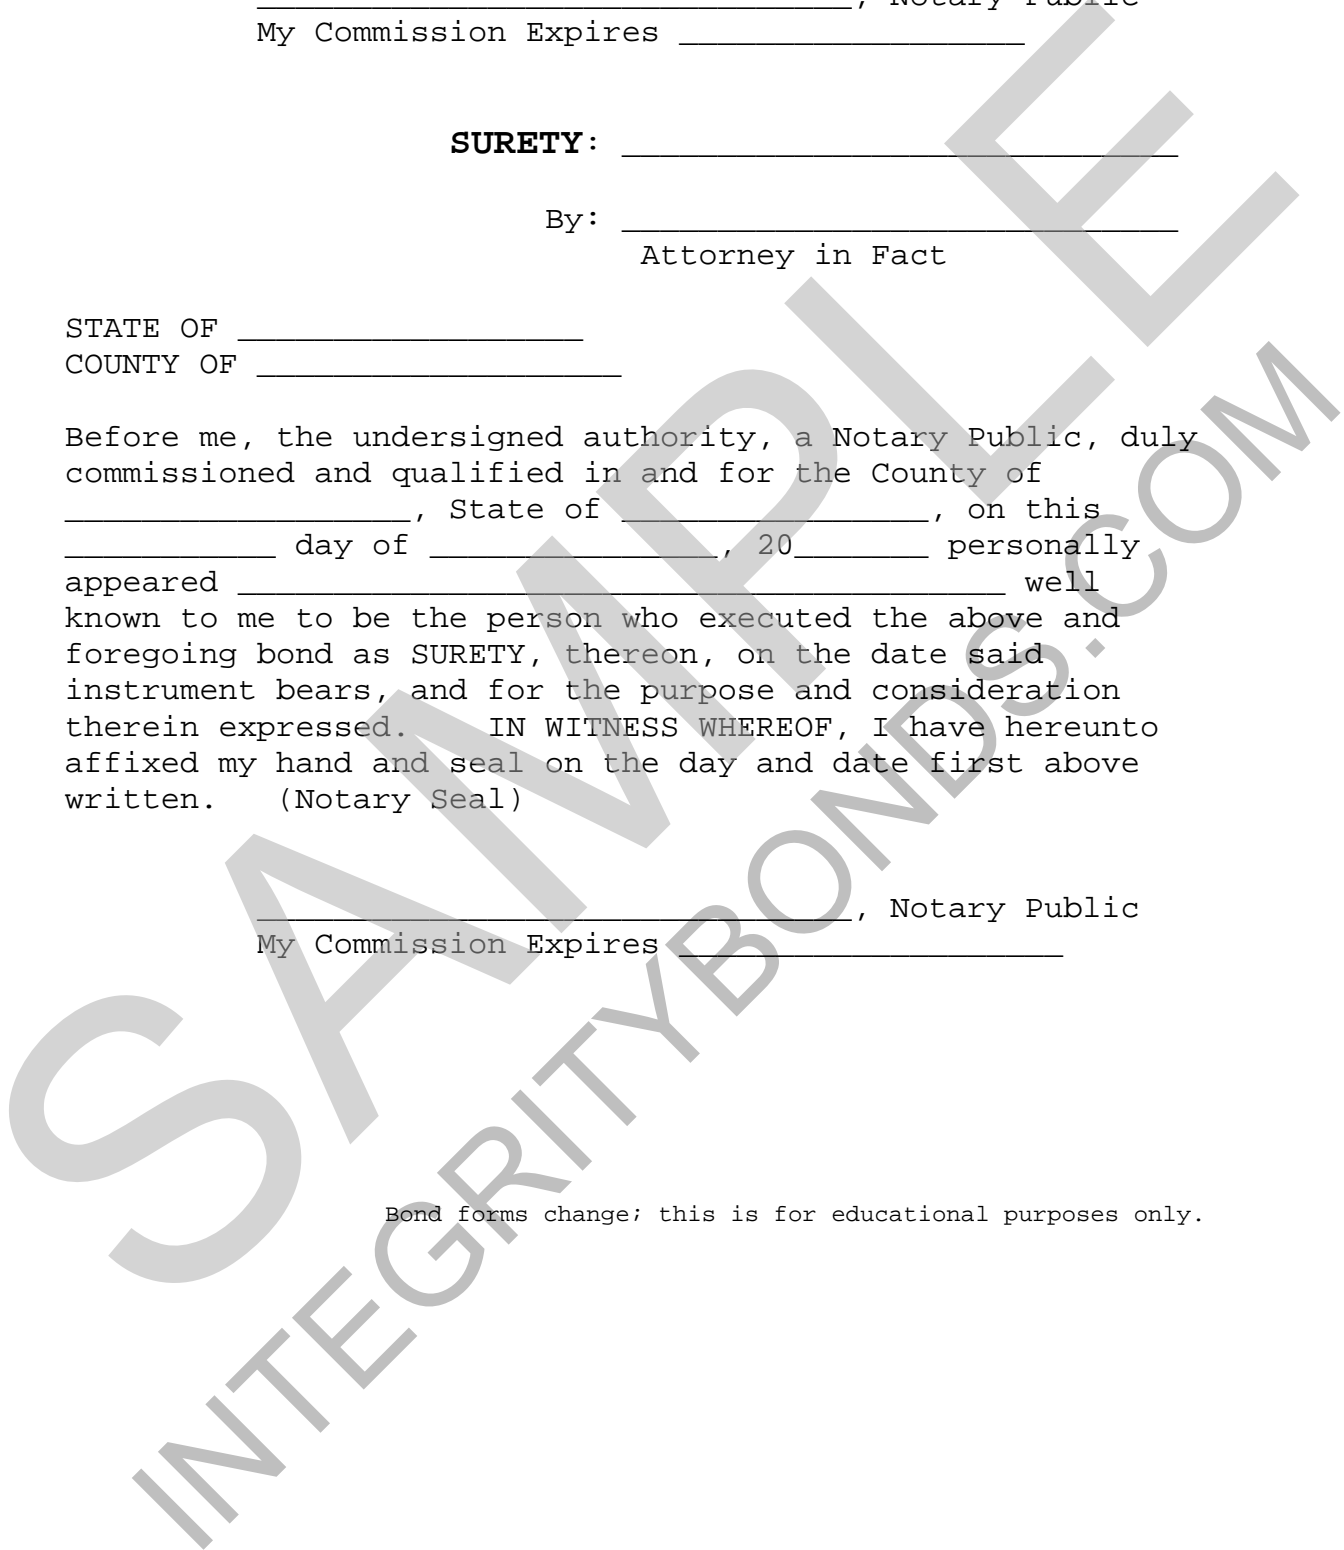 _______________________________, Notary Public
My Commission Expires __________________
SURETY: _____________________________
By: _____________________________
Attorney in Fact
STATE OF __________________
COUNTY OF ___________________
Before me, the undersigned authority, a Notary Public, duly
commissioned and qualified in and for the County of
__________________, State of ________________, on this
___________ day of _______________, 20_______ personally
appeared ________________________________________ well
known to me to be the person who executed the above and
foregoing bond as SURETY, thereon, on the date said
instrument bears, and for the purpose and consideration
therein expressed. IN WITNESS WHEREOF, I have hereunto
affixed my hand and seal on the day and date first above
written. (Notary Seal)
_______________________________, Notary Public
My Commission Expires ____________________
Bond forms change; this is for educational purposes only.
SAMPLE
INTEGRITYBONDS.COM